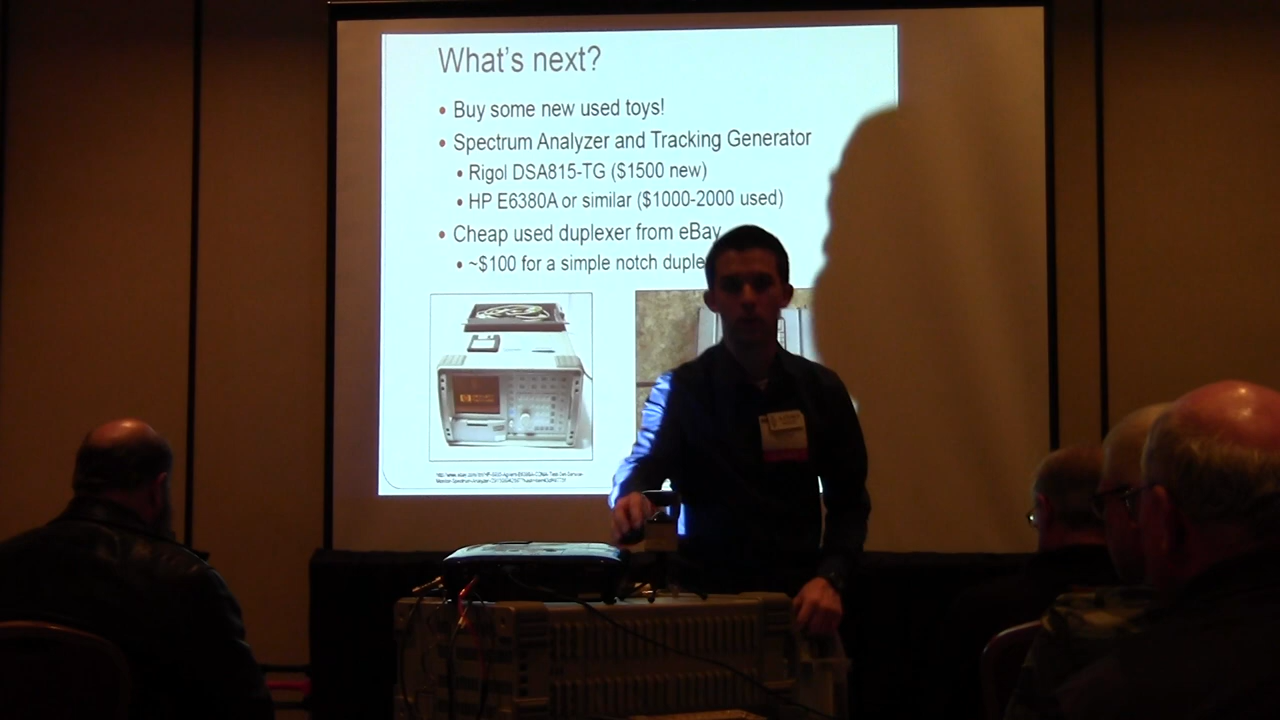 What's next?
• Buy some new used toys!
• Spectrum Analyzer and Tracking Generator
• Rigol DSA815-TG ($1500 new)
• HP E6380A or similar ($1000-2000 used)
• Cheap used duplexer from eBay
• ~$100 for a simple notch duple